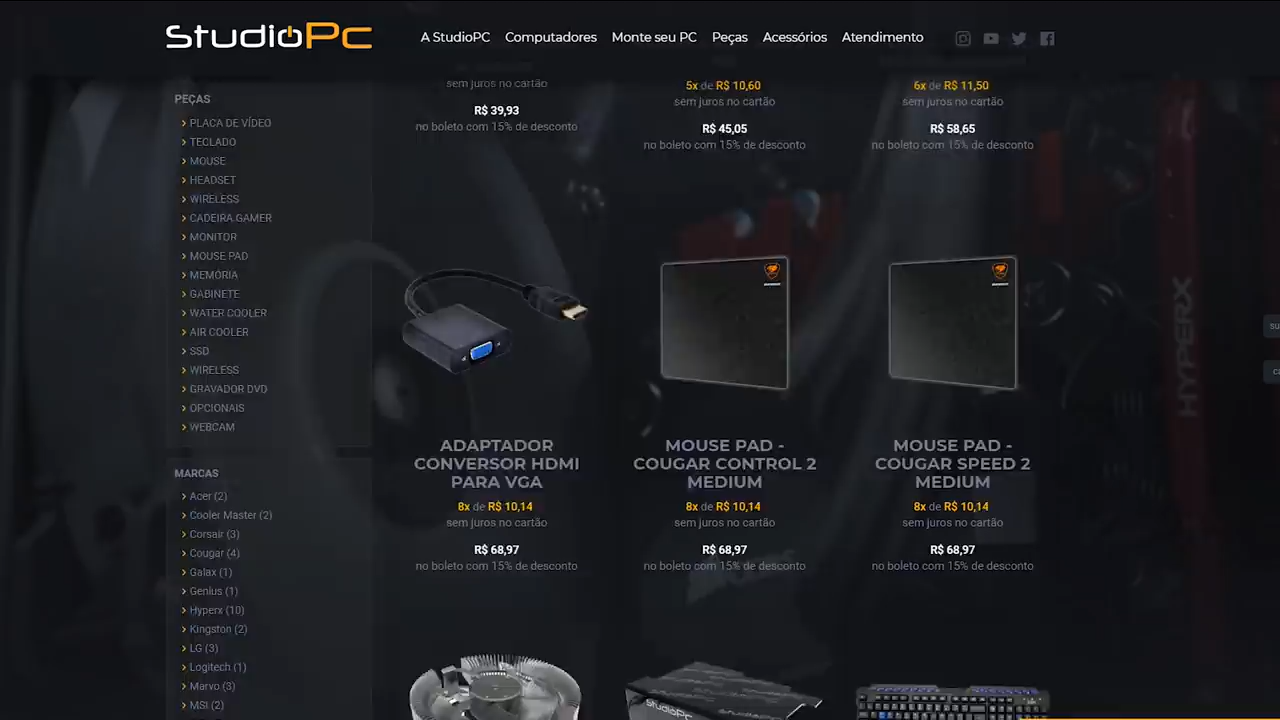 StudioPc
A StudioPC
Computadores
Monte seu PC
Peças
Acessórios
Atendimento
PEÇAS
PLACA DE VÍDEO
TECLADO
MOUSE
HEADSET
WIRELESS
CADEIRA GAMER
MONITOR
MOUSE PAD
MEMÓRIA
GABINETE
WATER COOLER
AIR COOLER
SSD
WIRELESS
GRAVADOR DVD
OPCIONAIS
WEBCAM
MARCAS
Acer (2)
Cooler Master (2)
Corsair (3)
Cougar (4)
Galax (1)
Genius (1)
Hyperx (10)
Kingston (2)
LG (3)
Logitech (1)
Marvo (3)
MSI (2)
sem juros no cartão
R$ 39,93
no boleto com 15% de desconto
5x de R$ 10,60
sem juros no cartão
R$ 45,05
no boleto com 15% de desconto
6x de R$ 11,50
sem juros no cartão
R$ 58,65
no boleto com 15% de desconto
ADAPTADOR
CONVERSOR HDMI
PARA VGA
8x de R$ 10,14
sem juros no cartão
R$ 68,97
no boleto com 15% de desconto
MOUSE PAD -
COUGAR CONTROL 2
MEDIUM
8x de R$ 10,14
sem juros no cartão
R$ 68,97
no boleto com 15% de desconto
MOUSE PAD -
COUGAR SPEED 2
MEDIUM
8x de R$ 10,14
sem juros no cartão
R$ 68,97
no boleto com 15% de desconto
HYPERX
StudioPc
StudioPc